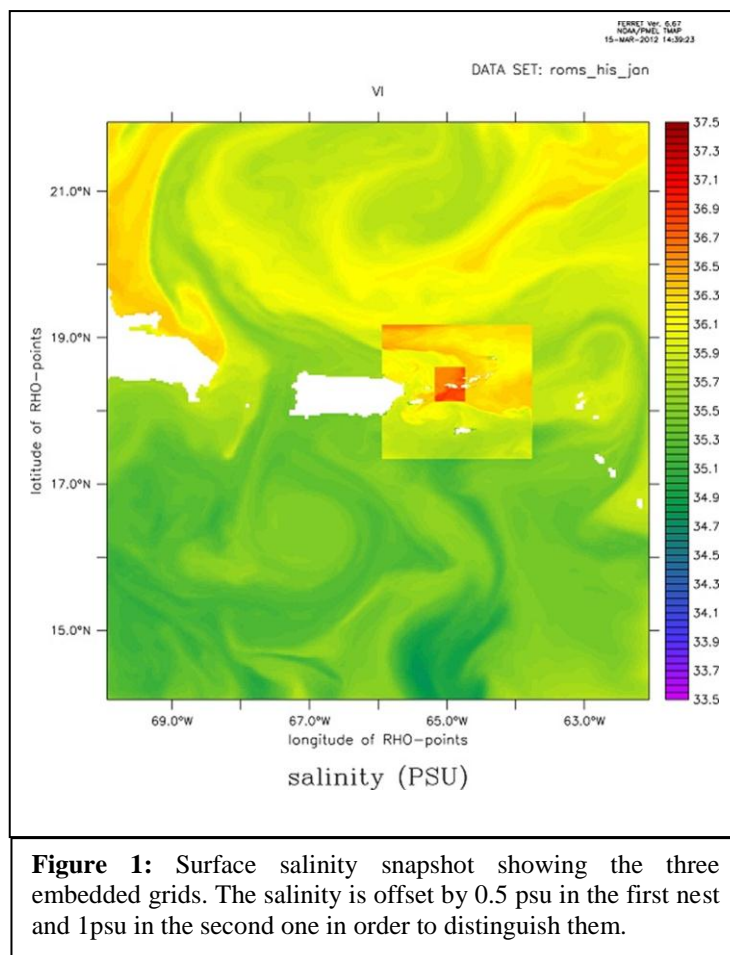 FERRET Ver. 6.67
NOAA/PMEL TMAP
15-MAR-2012 14:39:23
DATA SET: roms_his_jan
VI
37.5
37.3
37.1
36.9
36.7
36.5
36.3
36.1
35.9
35.7
35.5
35.3
35.1
34.9
34.7
34.5
34.3
34.1
33.9
33.7
33.5
21.0°N
19.0°N
17.0°N
15.0°N
latitude of RHO-points
69.0°W 67.0°W 65.0°W 63.0°W
longitude of RHO-points
salinity (PSU)
Figure 1: Surface salinity snapshot showing the three
embedded grids. The salinity is offset by 0.5 psu in the first nest
and 1psu in the second one in order to distinguish them.